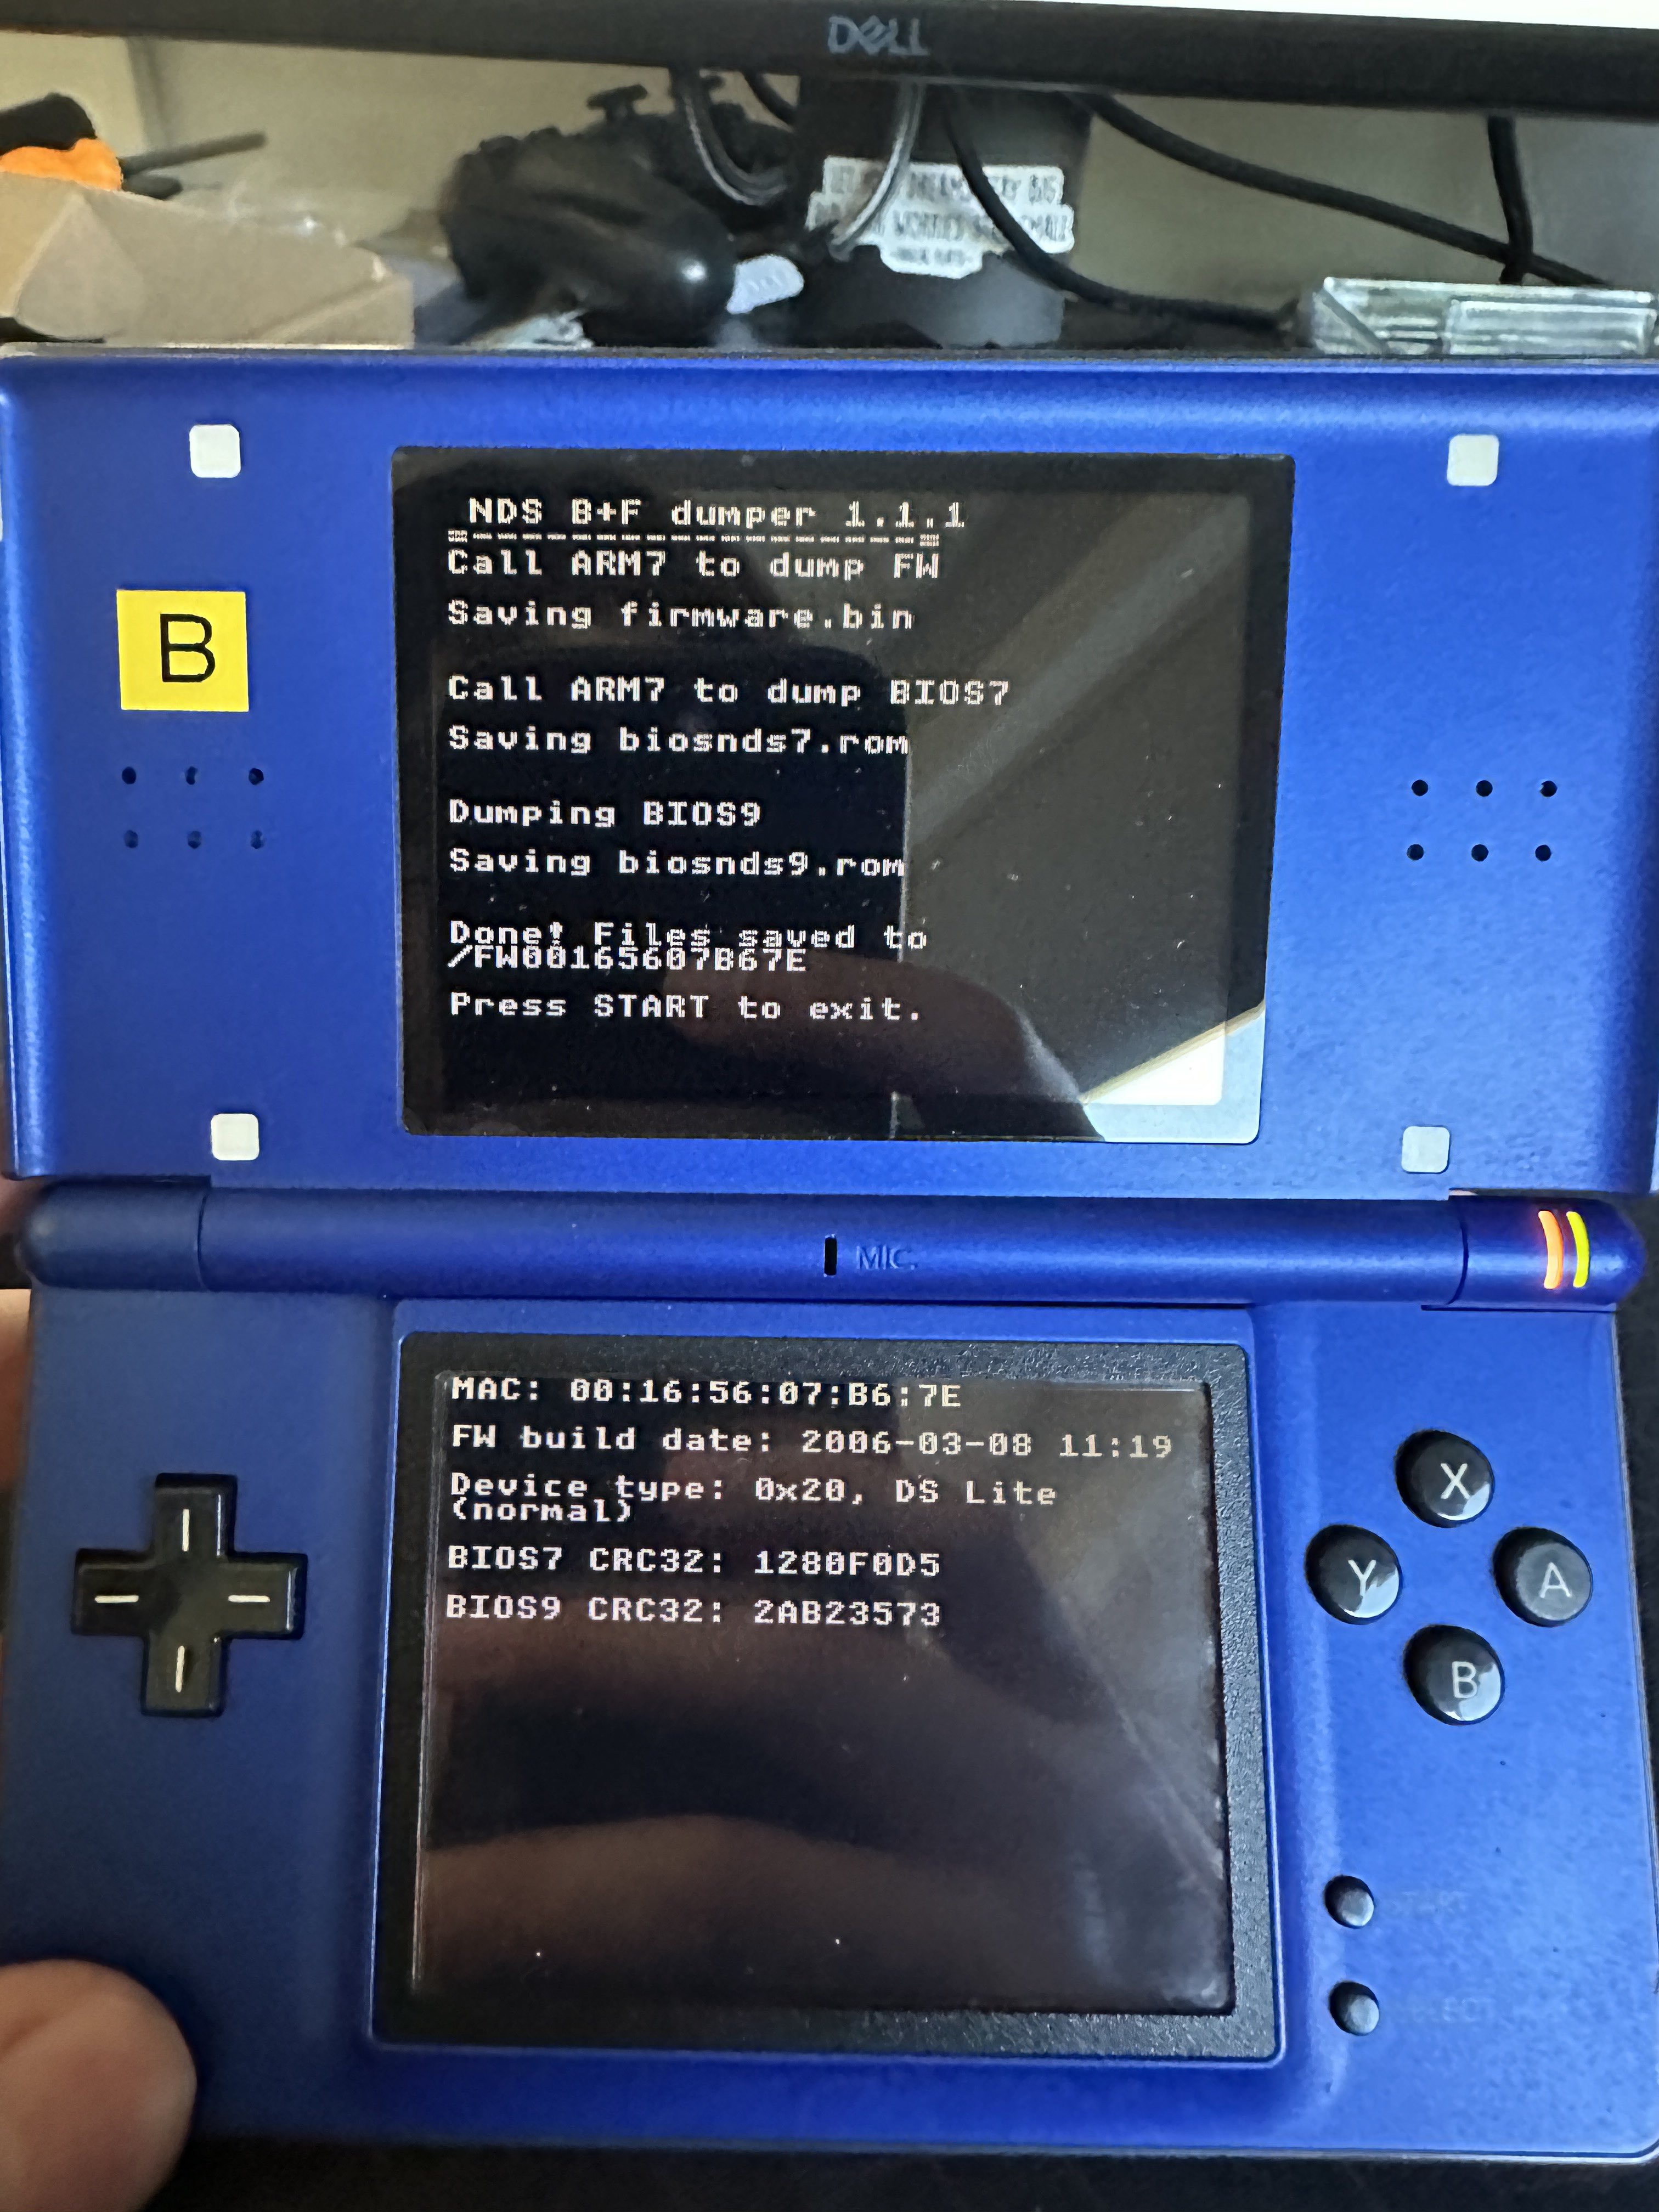 DELL
NDS B+F dumper 1.1.1
Call ARM7 to dump FW
Saving firmware.bin
B
Call ARM7 to dump BIOS7
Saving biosnds7.rom
Dumping BIOS9
Saving biosnds9.rom
Done! Files saved to
/FW00165607B67E
Press START to exit.
MIC.
MAC: 00:16:56:07:B6:7E
FW build date: 2006-03-08 11:19
Device type: 0x20, DS Lite
(normal)
BIOS7 CRC32: 1280F0D5
BIOS9 CRC32: 2AB23573
X
Y
A
B
START
SELECT